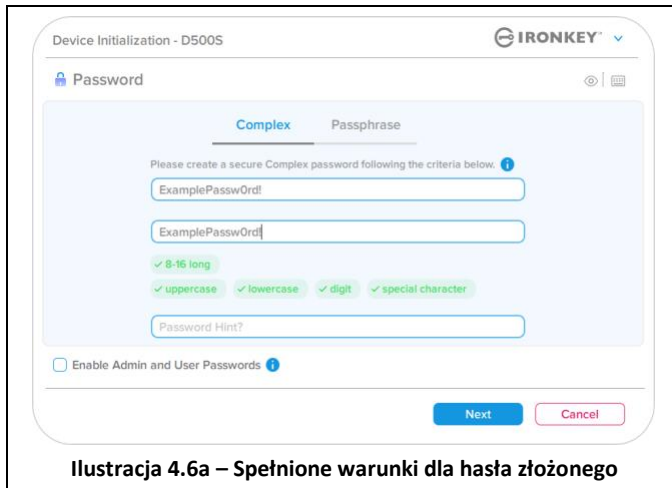 Device Initialization - D500S
IRONKEY
Password
Complex Passphrase
Please create a secure Complex password following the criteria below.
ExamplePassw0rd!
ExamplePassw0rd!
✓ 8-16 long
✓ uppercase ✓ lowercase ✓ digit ✓ special character
Password Hint?
Enable Admin and User Passwords
Next Cancel
Ilustracja 4.6a – Spełnione warunki dla hasła złożonego